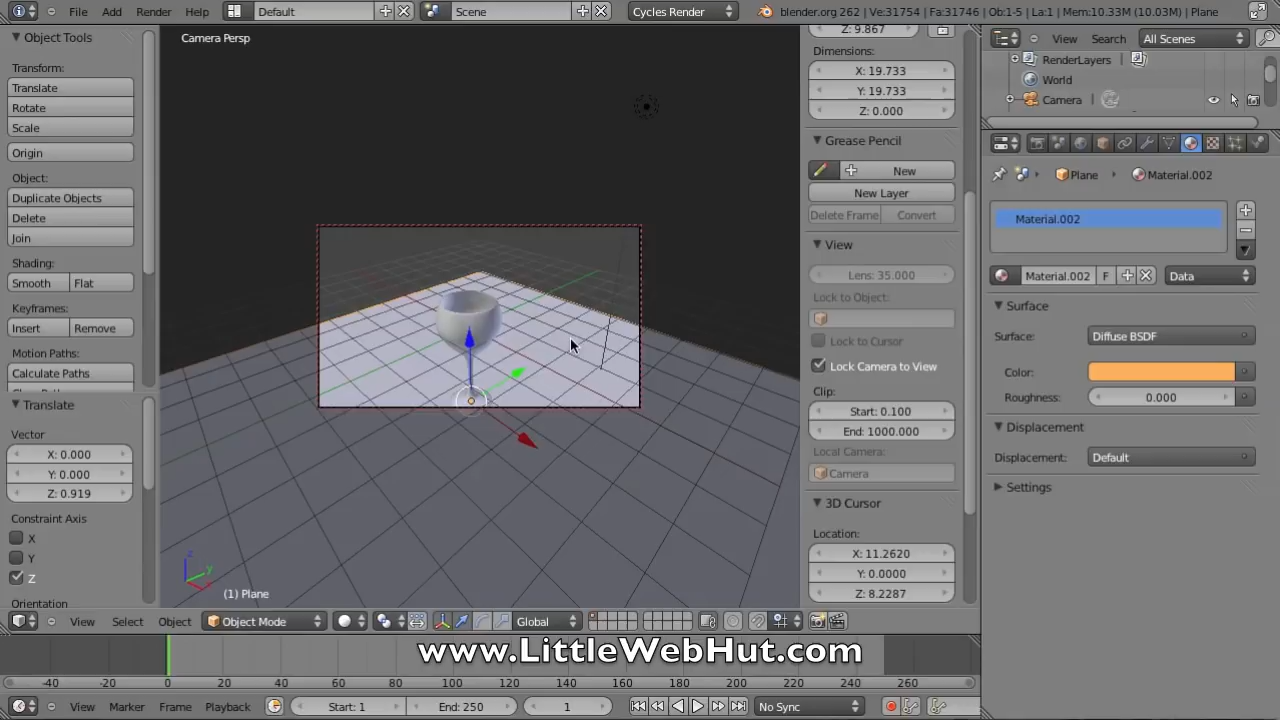 File Add Render Help Default Scene Cycles Render blender.org 262 | Ve:31754 | Fa:31746 | Ob:1-5 | La:1 | Mem:10.33M (10.03M) | Plane
Object Tools
Transform:
Translate
Rotate
Scale
Origin
Object:
Duplicate Objects
Delete
Join
Shading:
Smooth Flat
Keyframes:
Insert Remove
Motion Paths:
Calculate Paths
Translate
Vector
X: 0.000
Y: 0.000
Z: 0.919
Constraint Axis
X
Y
Z
Orientation
Camera Persp
(1) Plane
Z: 9.867
Dimensions:
X: 19.733
Y: 19.733
Z: 0.000
Grease Pencil
New
New Layer
Delete Frame Convert
View
Lens: 35.000
Lock to Object:
Lock to Cursor
Lock Camera to View
Clip:
Start: 0.100
End: 1000.000
Local Camera:
Camera
3D Cursor
Location:
X: 11.2620
Y: 0.0000
Z: 8.2287
View Search All Scenes
RenderLayers
World
Camera
Plane Material.002
Material.002
Material.002 F Data
Surface
Surface: Diffuse BSDF
Color:
Roughness: 0.000
Displacement
Displacement: Default
Settings
View Select Object Object Mode Global
www.LittleWebHut.com
-40 -20 0 20 40 60 80 100 120 140 160 180 200 220 240 260
View Marker Frame Playback Start: 1 End: 250 1 No Sync